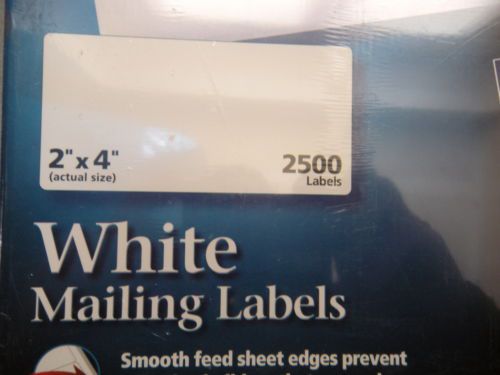 2" x 4"
(actual size)
2500
Labels
White
Mailing Labels
Smooth feed sheet edges prevent